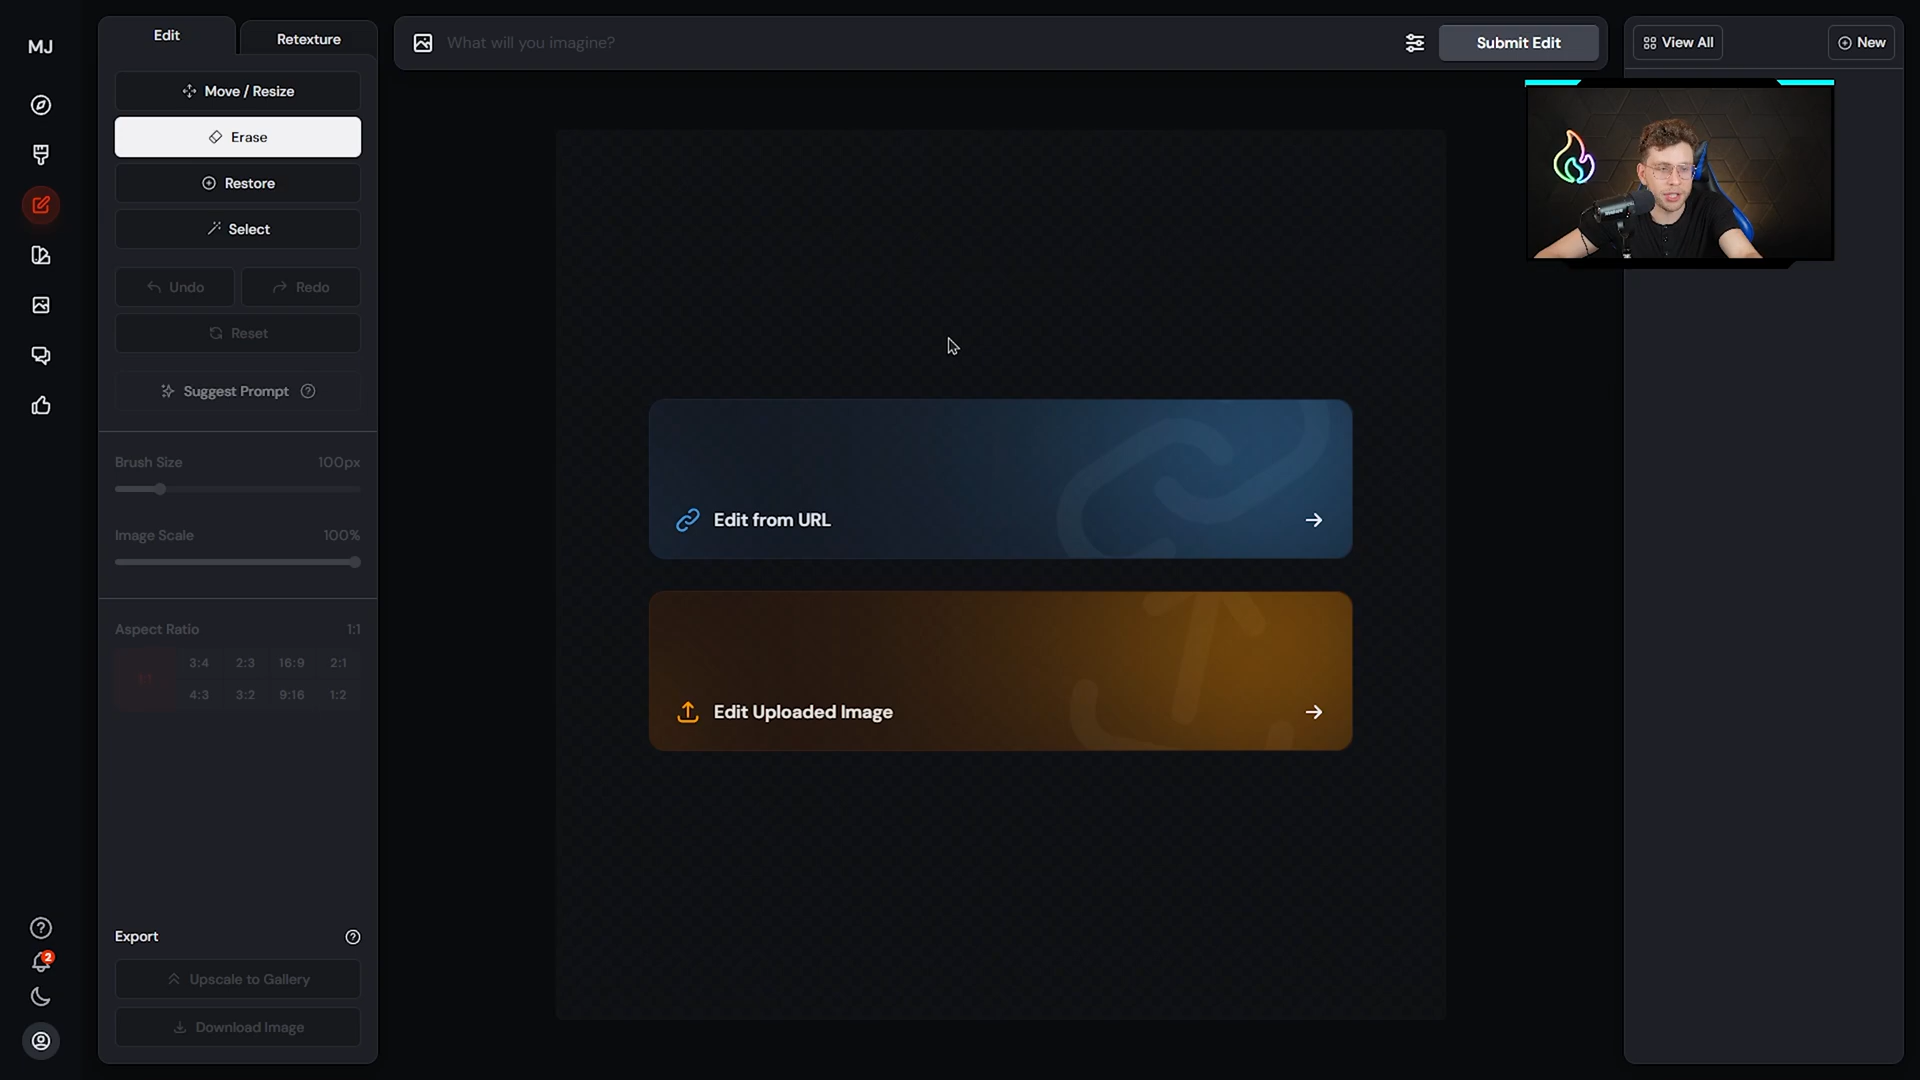 MJ
Edit
Retexture
What will you imagine?
Submit Edit
View All
New
Move / Resize
Erase
Restore
Select
Undo
Redo
Reset
Suggest Prompt
Brush Size
100px
Image Scale
100%
Aspect Ratio
1:1
1:1
3:4
2:3
16:9
2:1
4:3
3:2
9:16
1:2
Edit from URL
Edit Uploaded Image
Export
Upscale to Gallery
Download Image
2